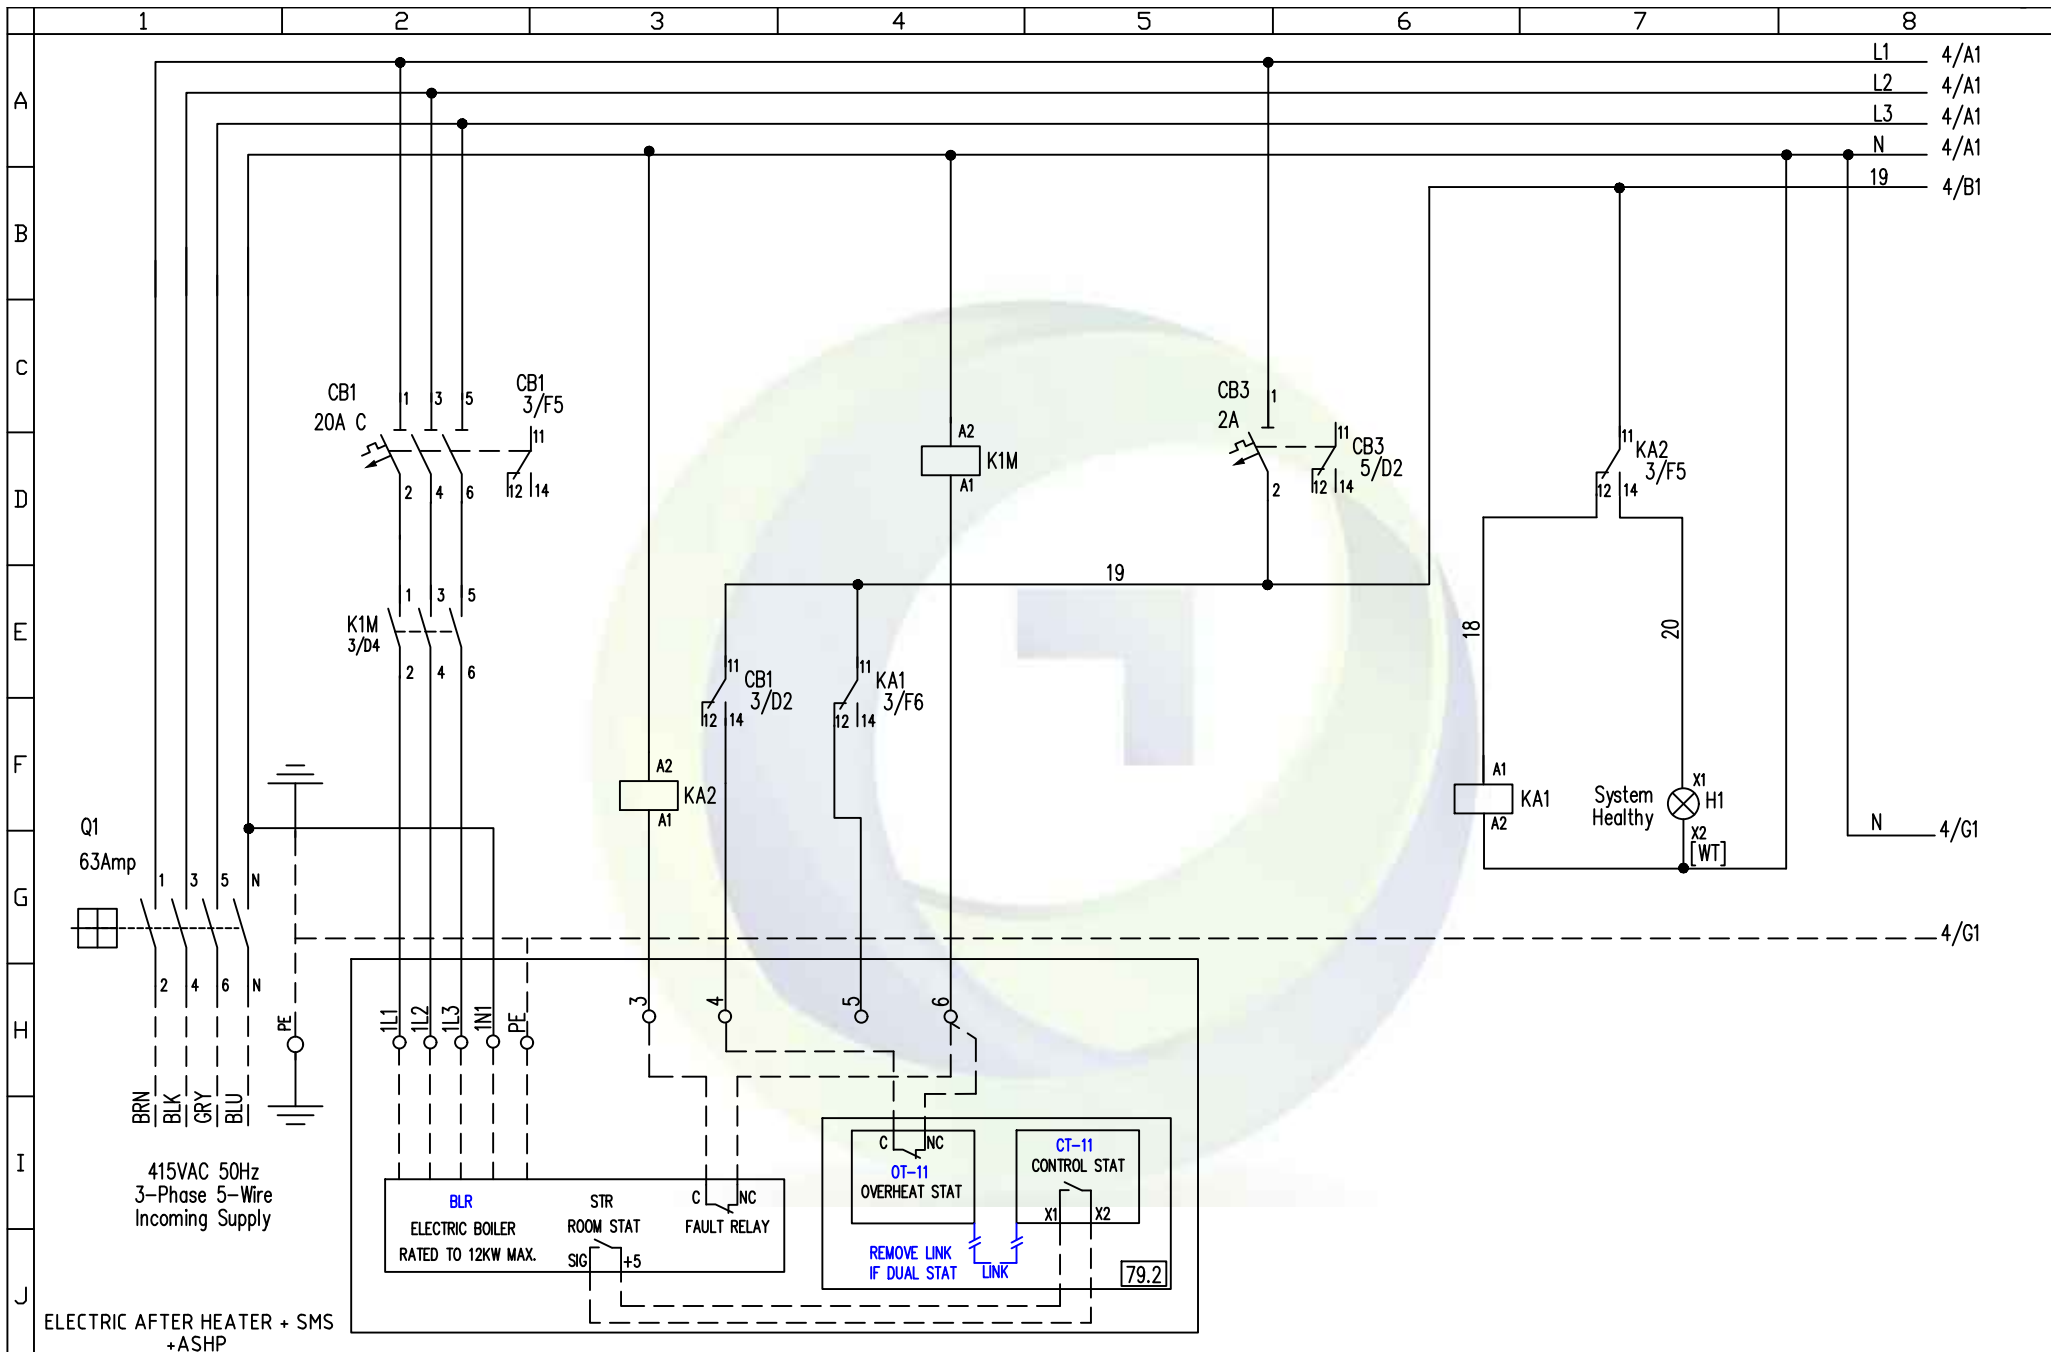 1 2 3 4 5 6 7 8
A
B
C
D
E
F
G
H
I
J
L1 4/A1
L2 4/A1
L3 4/A1
N 4/A1
19 4/B1
CB1
20A C
1 3 5
2 4 6
CB1
3/F5
11
12 14
K1M
3/D4
1 3 5
2 4 6
A2
K1M
A1
CB3
2A
1
2
11
CB3
5/D2
12 14
11
KA2
3/F5
12 14
19
18
20
11
CB1
3/D2
12 14
11
KA1
3/F6
12 14
A2
KA2
A1
A1
KA1
A2
System
Healthy
X1
H1
X2
[WT]
N 4/G1
4/G1
Q1
63Amp
1 3 5 N
2 4 6 N
PE
BRN
BLK
GRY
BLU
415VAC 50Hz
3-Phase 5-Wire
Incoming Supply
1L1
1L2
1L3
1N1
PE
3
4
5
6
BLR
ELECTRIC BOILER
RATED TO 12KW MAX.
STR
ROOM STAT
SIG +5
C NC
FAULT RELAY
C NC
OT-11
OVERHEAT STAT
CT-11
CONTROL STAT
X1 X2
REMOVE LINK
IF DUAL STAT
LINK
79.2
ELECTRIC AFTER HEATER + SMS
+ASHP